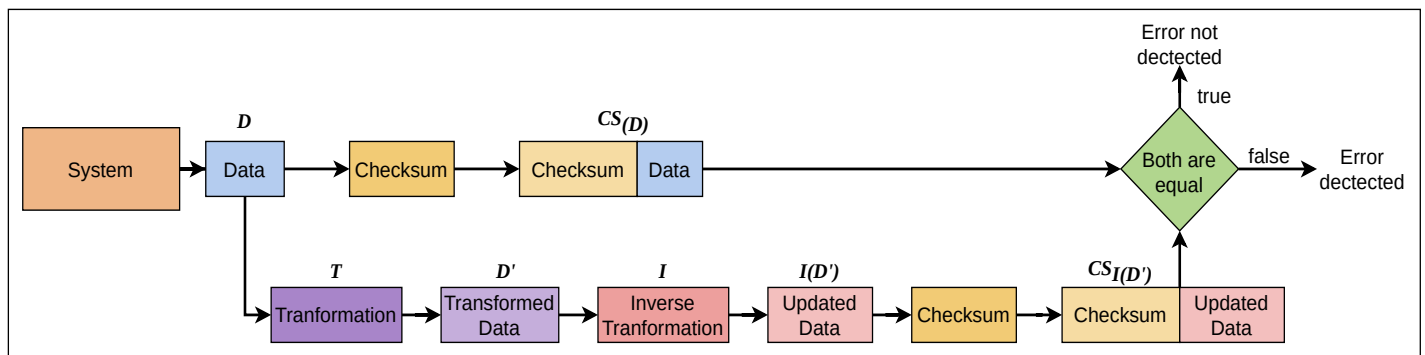 Error not
dectected
true
D
CS(D)
System
Data
Checksum
Checksum
Data
Both are
equal
false
Error
dectected
T
D'
I
I(D')
CSI(D')
Tranformation
Transformed
Data
Inverse
Tranformation
Updated
Data
Checksum
Checksum
Updated
Data